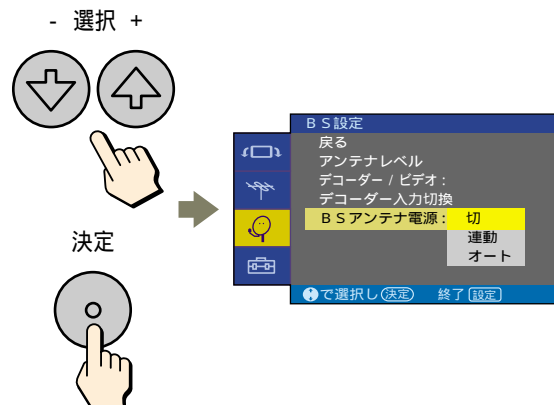 - 選択 +
決定
ＢＳ設定
戻る
アンテナレベル
デコーダー / ビデオ :
デコーダー入力切換
ＢＳアンテナ電源 : 切
連動
オート
で選択し 決定 終了 設定